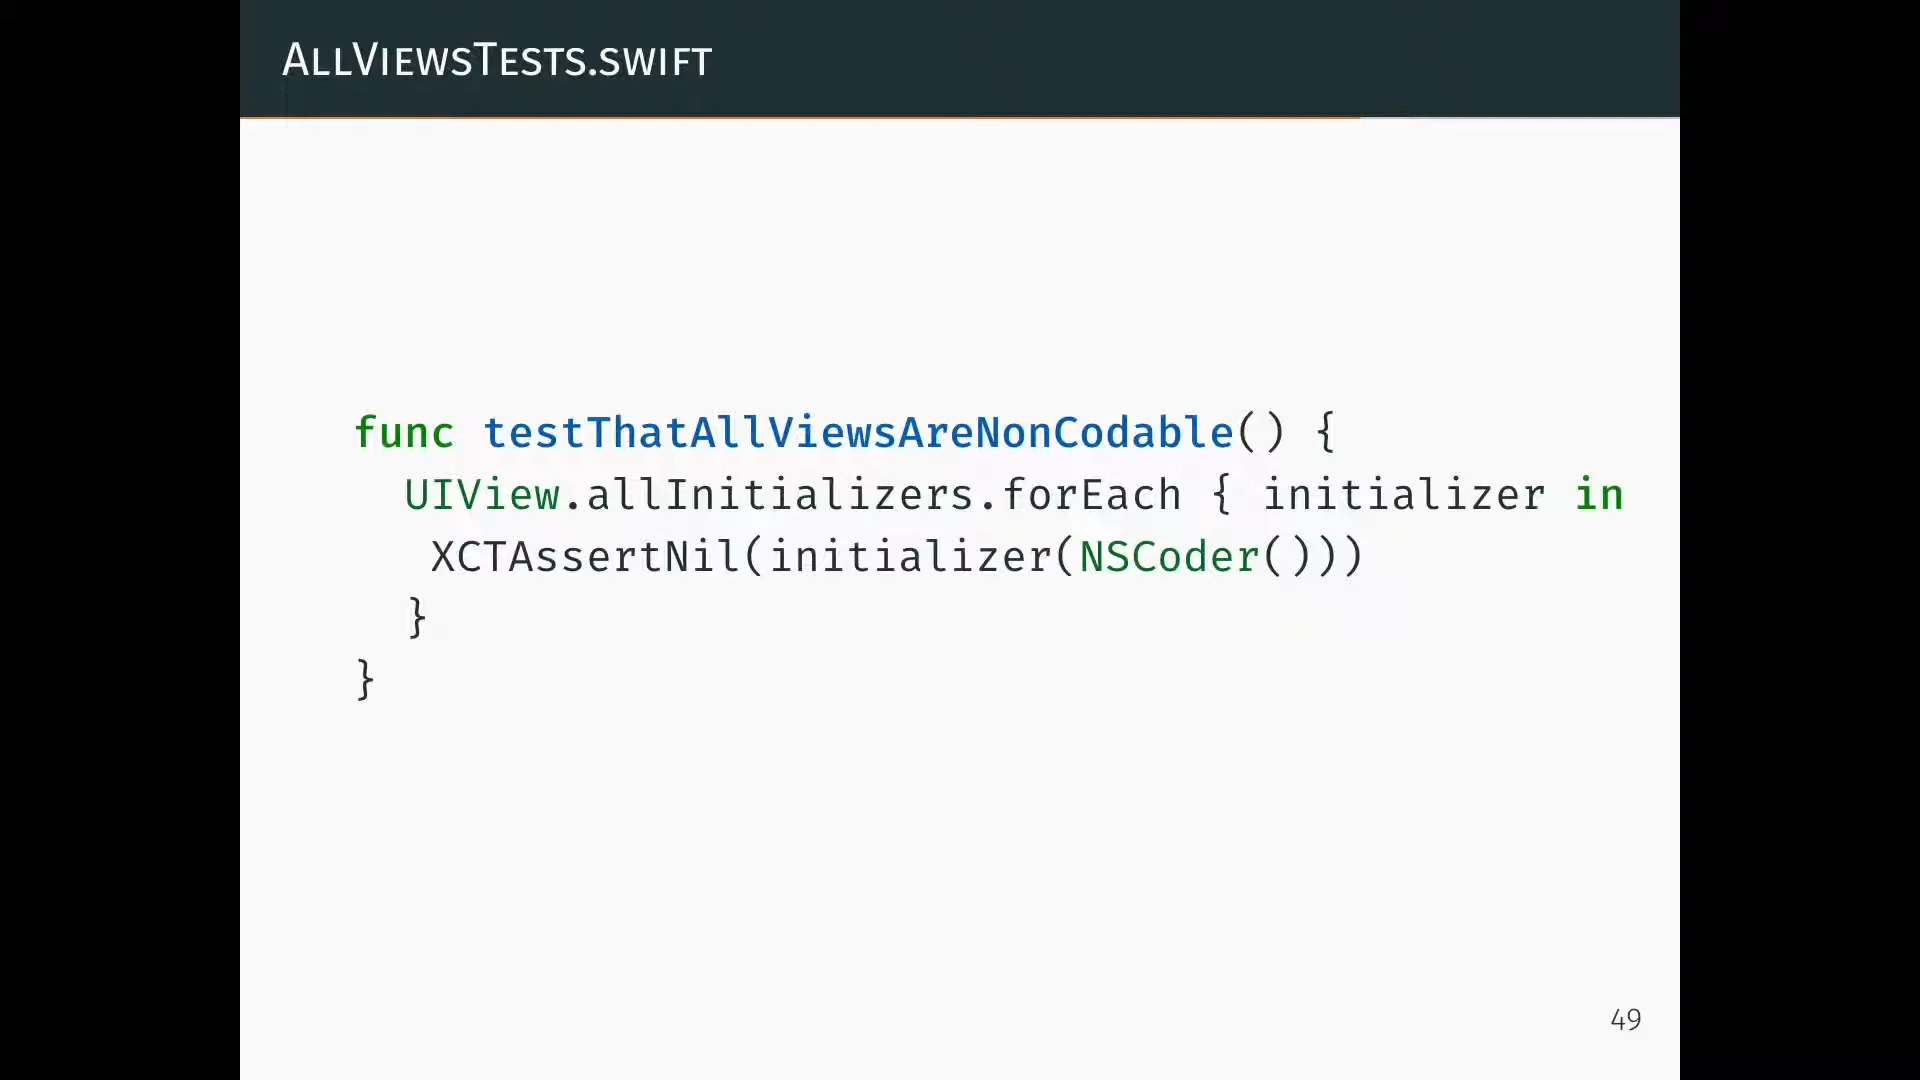 AllViewsTests.swift
func testThatAllViewsAreNonCodable() {
UIView.allInitializers.forEach { initializer in
XCTAssertNil(initializer(NSCoder()))
}
}
49